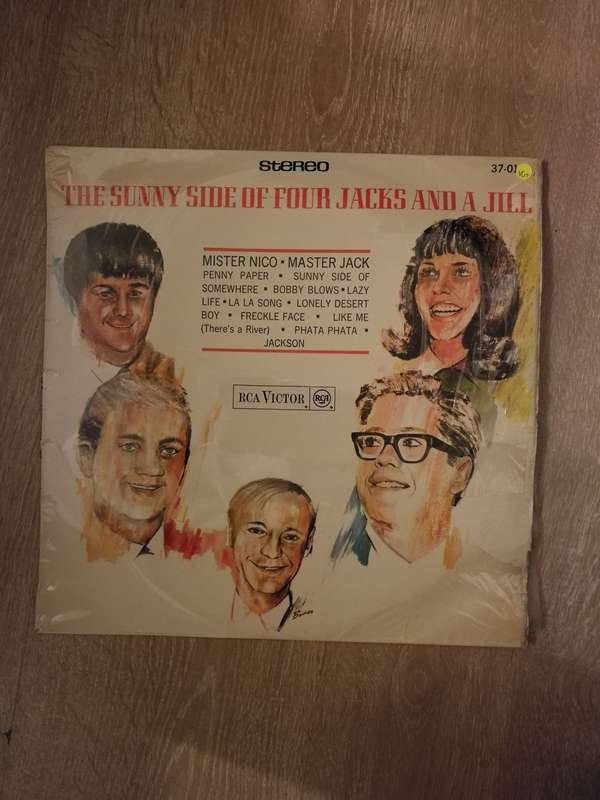 STEREO
37-01
THE SUNNY SIDE OF FOUR JACKS AND A JILL
MISTER NICO • MASTER JACK
PENNY PAPER • SUNNY SIDE OF
SOMEWHERE • BOBBY BLOWS • LAZY
LIFE • LA LA SONG • LONELY DESERT
BOY • FRECKLE FACE • LIKE ME
(There's a River) • PHATA PHATA •
JACKSON
RCA VICTOR RCA